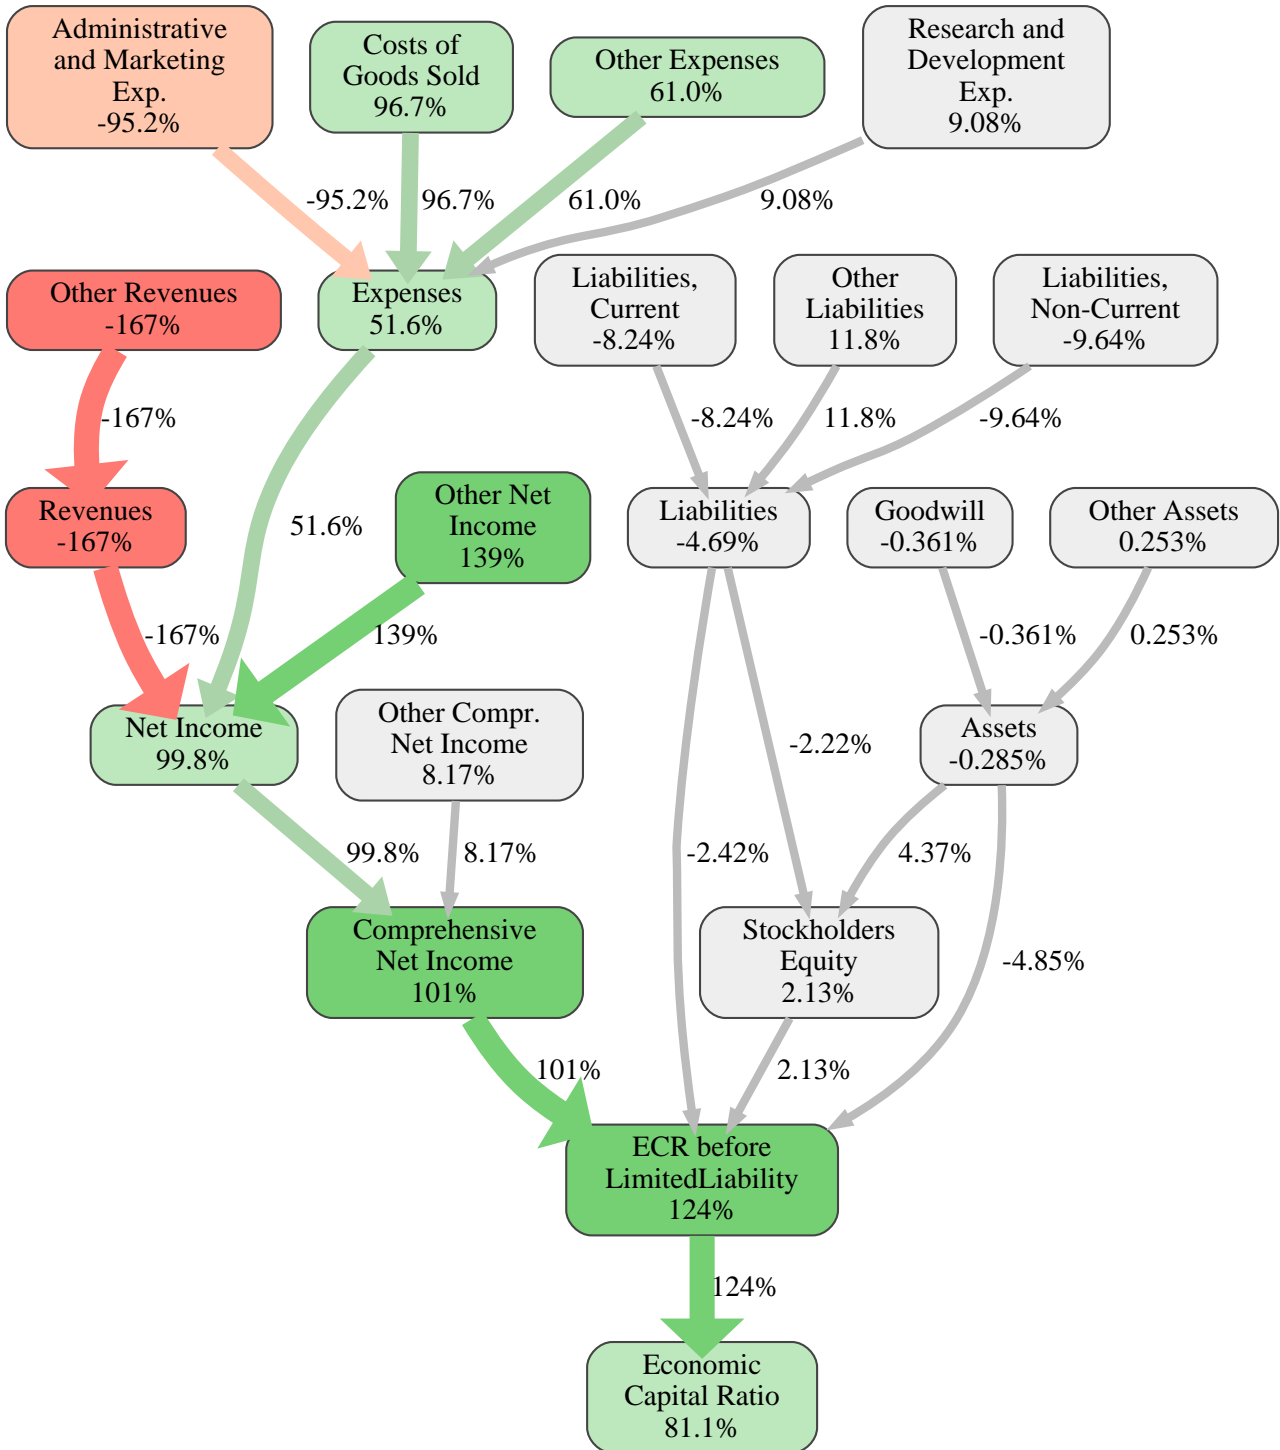 Administrative
and Marketing
Exp.
-95.2%
Costs of
Goods Sold
96.7%
Other Expenses
61.0%
Research and
Development
Exp.
9.08%
-95.2%
96.7%
61.0%
9.08%
Other Revenues
-167%
Expenses
51.6%
Liabilities,
Current
-8.24%
Other
Liabilities
11.8%
Liabilities,
Non-Current
-9.64%
-167%
-8.24%
11.8%
-9.64%
Revenues
-167%
51.6%
Other Net
Income
139%
Liabilities
-4.69%
Goodwill
-0.361%
Other Assets
0.253%
-167%
139%
-0.361%
0.253%
Net Income
99.8%
Other Compr.
Net Income
8.17%
-2.22%
Assets
-0.285%
99.8%
8.17%
-2.42%
4.37%
Comprehensive
Net Income
101%
Stockholders
Equity
2.13%
-4.85%
101%
2.13%
ECR before
LimitedLiability
124%
124%
Economic
Capital Ratio
81.1%